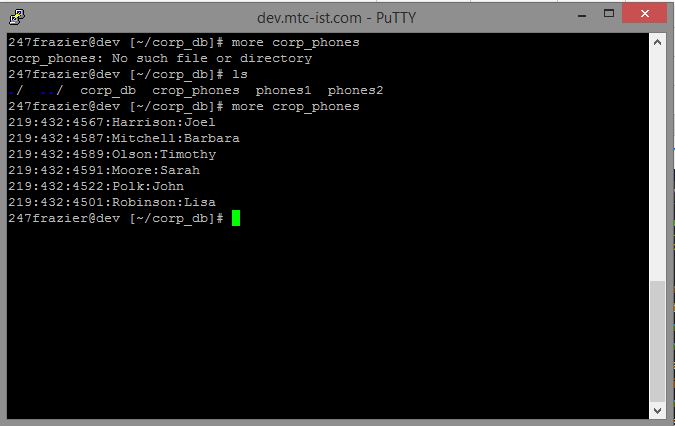 dev.mtc-ist.com - PuTTY
247frazier@dev [~/corp_db]# more corp_phones
corp_phones: No such file or directory
247frazier@dev [~/corp_db]# ls
./  ../  corp_db  crop_phones  phones1  phones2
247frazier@dev [~/corp_db]# more crop_phones
219:432:4567:Harrison:Joel
219:432:4587:Mitchell:Barbara
219:432:4589:Olson:Timothy
219:432:4591:Moore:Sarah
219:432:4522:Polk:John
219:432:4501:Robinson:Lisa
247frazier@dev [~/corp_db]#